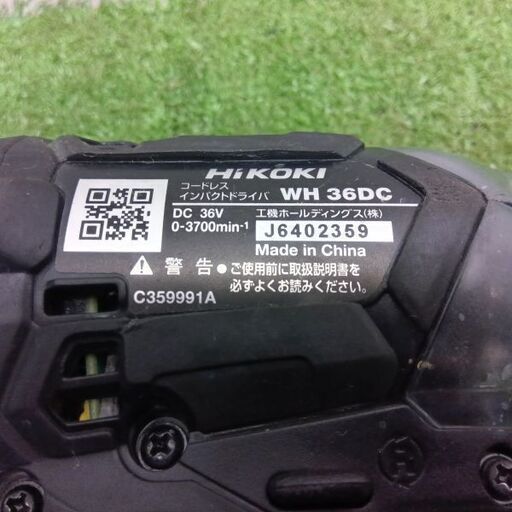 HiKOKI
コードレス
インパクトドライバ WH 36DC
DC 36V
0-3700min-1
工機ホールディングス(株)
J6402359
Made in China
警告 ●ご使用前に取扱説明書を
必ずよくお読みください。
C359991A